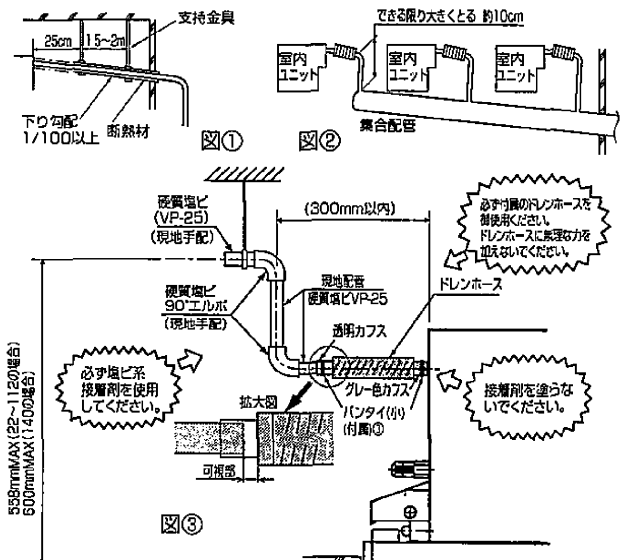 支持金具
25cm
1.5~2m
下り勾配
1/100以上
断熱材
図①
できる限り大きくとる 約10cm
室内
ユニット
室内
ユニット
室内
ユニット
集合配管
図②
硬質塩ビ
(VP-25)
(現地手配)
(300mm以内)
必ず付属のドレンホースを
御使用ください。
ドレンホースに無理な力を
加えないでください。
硬質塩ビ
90°エルボ
(現地手配)
現地配管
硬質塩ビVP-25
ドレンホース
透明カフス
必ず塩ビ系
接着剤を使用
してください。
グレー色カフス
バンタイ(小)
(付属)①
接着剤を塗らな
いでください。
拡大図
可視部
558mmMAX(22~112の場合)
600mmMAX(140の場合)
図③